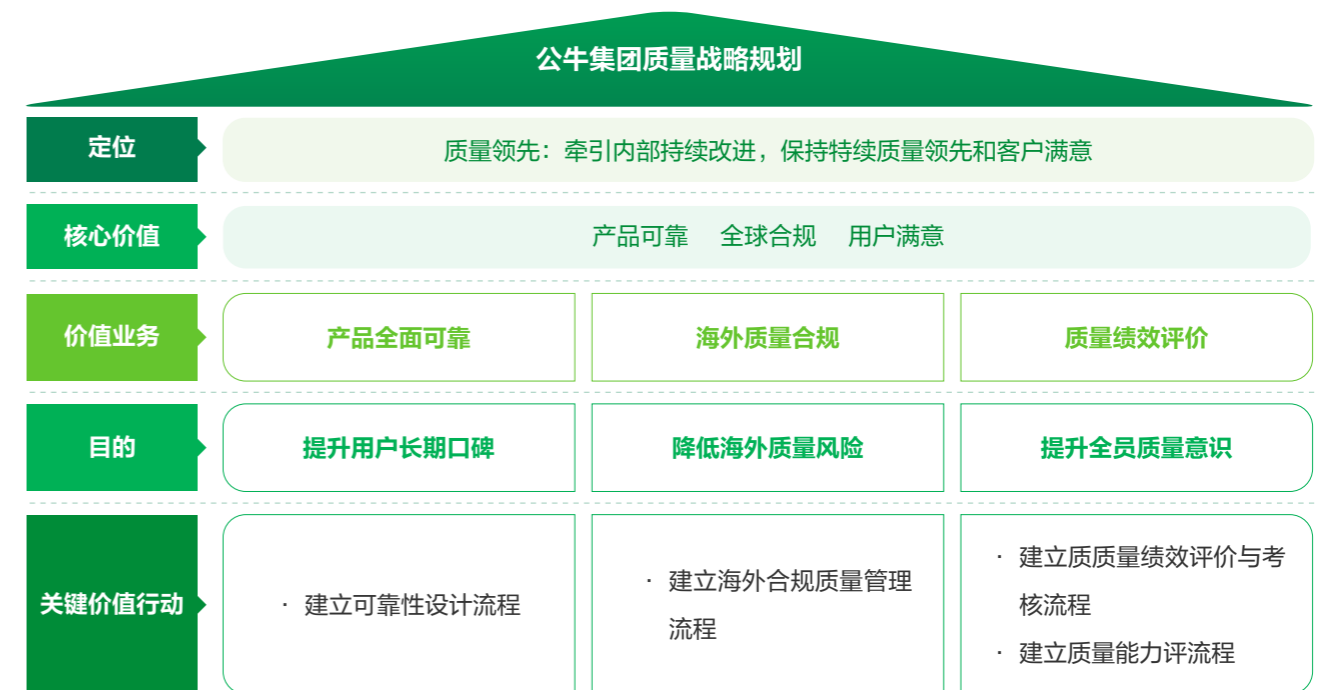 公牛集团质量战略规划
定位
质量领先：牵引内部持续改进，保持特续质量领先和客户满意
核心价值
产品可靠 全球合规 用户满意
价值业务
产品全面可靠
海外质量合规
质量绩效评价
目的
提升用户长期口碑
降低海外质量风险
提升全员质量意识
关键价值行动
· 建立可靠性设计流程
· 建立海外合规质量管理
流程
· 建立质质量绩效评价与考
核流程
· 建立质量能力评流程